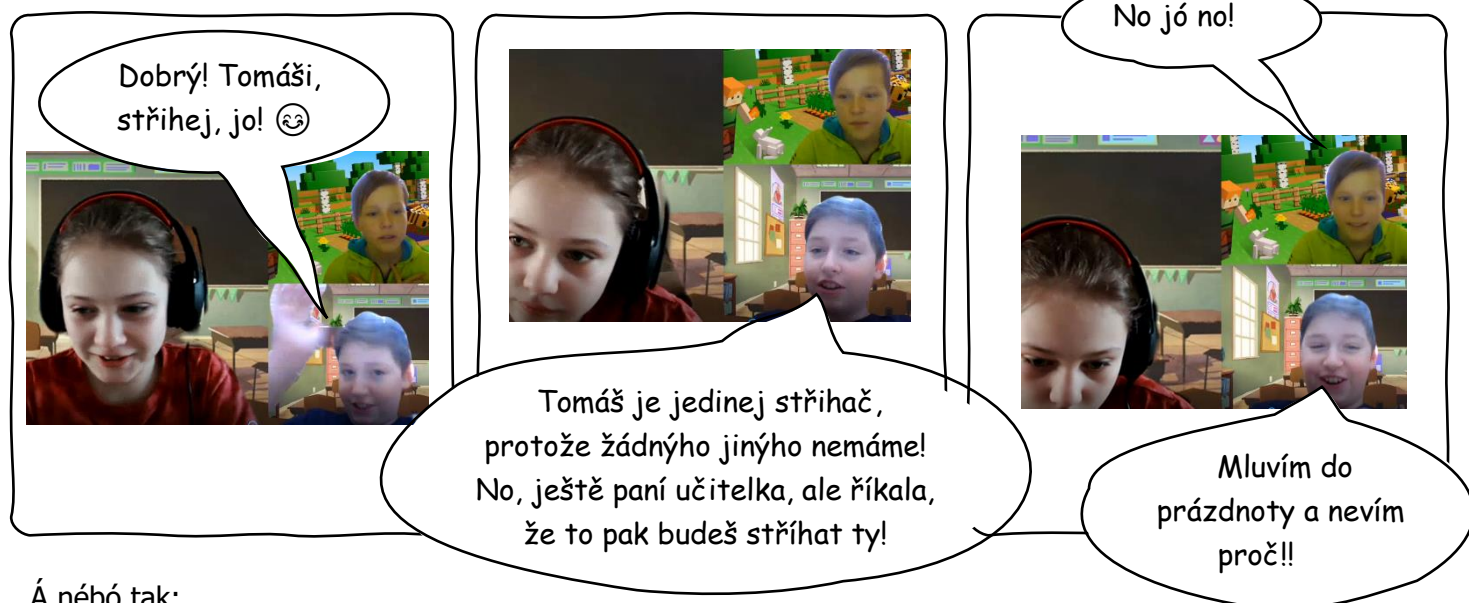 Dobrý! Tomáši,
střihej, jo! 😊
Tomáš je jedinej střihač,
protože žádnýho jinýho nemáme!
No, ještě paní učitelka, ale říkala,
že to pak budeš stříhat ty!
No jó no!
Mluvím do
prázdnoty a nevím
proč!!
Á nébó tak: